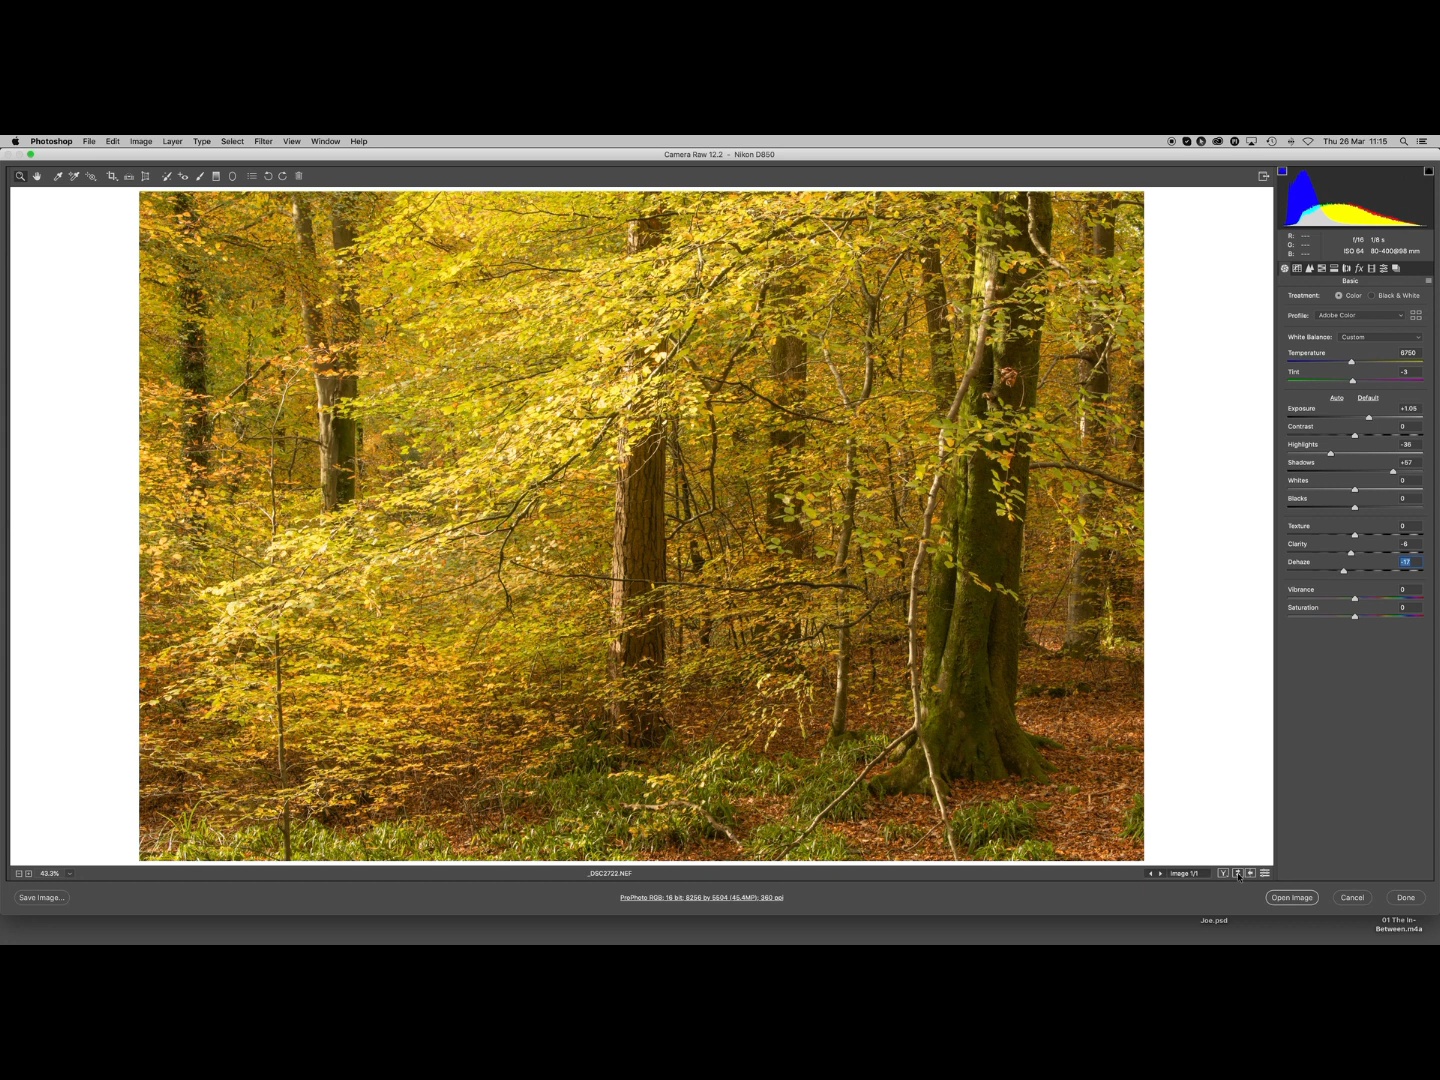 Photoshop File Edit Image Layer Type Select Filter View Window Help Thu 26 Mar 11:15
Camera Raw 12.2 - Nikon D850
R: ---
G: ---
B: ---
f/16 1/8 s
ISO 64 80-400@98 mm
Basic
Treatment: Color Black & White
Profile: Adobe Color
White Balance: Custom
Temperature 6750
Tint -3
Auto Default
Exposure +1.05
Contrast 0
Highlights -36
Shadows +57
Whites 0
Blacks 0
Texture 0
Clarity -6
Dehaze -17
Vibrance 0
Saturation 0
43.3% _DSC2722.NEF Image 1/1 Y
Save Image... ProPhoto RGB; 16 bit; 8256 by 5504 (45.4MP); 360 ppi Open Image Cancel Done
Joe.psd 01 The In-
Between.m4a